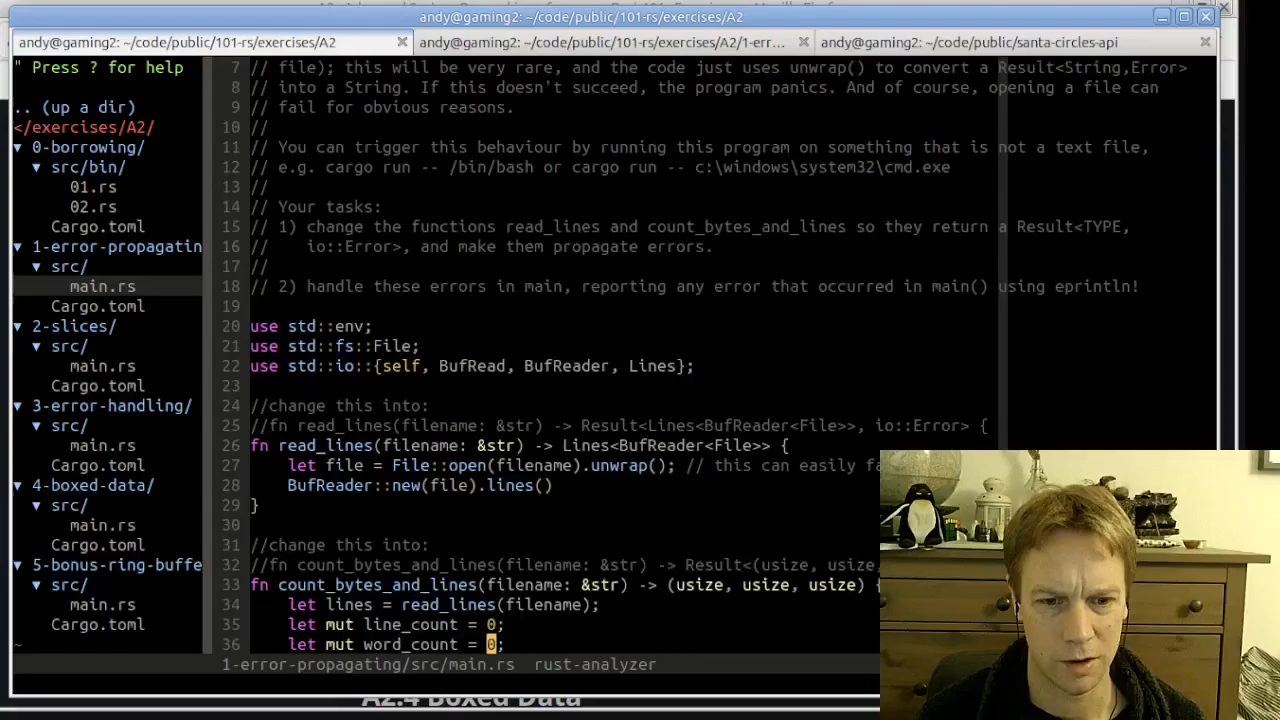 andy@gaming2: ~/code/public/101-rs/exercises/A2
andy@gaming2: ~/code/public/101-rs/exercises/A2
andy@gaming2: ~/code/public/101-rs/exercises/A2/1-err...
andy@gaming2: ~/code/public/santa-circles-api
" Press ? for help
.. (up a dir)
</exercises/A2/
▼ 0-borrowing/
▼ src/bin/
01.rs
02.rs
Cargo.toml
▼ 1-error-propagatin
▼ src/
main.rs
Cargo.toml
▼ 2-slices/
▼ src/
main.rs
Cargo.toml
▼ 3-error-handling/
▼ src/
main.rs
Cargo.toml
▼ 4-boxed-data/
▼ src/
main.rs
Cargo.toml
▼ 5-bonus-ring-buffe
▼ src/
main.rs
Cargo.toml
~
7 // file); this will be very rare, and the code just uses unwrap() to convert a Result<String,Error>
8 // into a String. If this doesn't succeed, the program panics. And of course, opening a file can
9 // fail for obvious reasons.
10 //
11 // You can trigger this behaviour by running this program on something that is not a text file,
12 // e.g. cargo run -- /bin/bash or cargo run -- c:\windows\system32\cmd.exe
13 //
14 // Your tasks:
15 // 1) change the functions read_lines and count_bytes_and_lines so they return a Result<TYPE,
16 //    io::Error>, and make them propagate errors.
17 //
18 // 2) handle these errors in main, reporting any error that occurred in main() using eprintln!
19
20 use std::env;
21 use std::fs::File;
22 use std::io::{self, BufRead, BufReader, Lines};
23
24 //change this into:
25 //fn read_lines(filename: &str) -> Result<Lines<BufReader<File>>, io::Error> {
26 fn read_lines(filename: &str) -> Lines<BufReader<File>> {
27     let file = File::open(filename).unwrap(); // this can easily fa
28     BufReader::new(file).lines()
29 }
30
31 //change this into:
32 //fn count_bytes_and_lines(filename: &str) -> Result<(usize, usize,
33 fn count_bytes_and_lines(filename: &str) -> (usize, usize, usize) {
34     let lines = read_lines(filename);
35     let mut line_count = 0;
36     let mut word_count = 0;
1-error-propagating/src/main.rs rust-analyzer
A2.4 Boxed Data